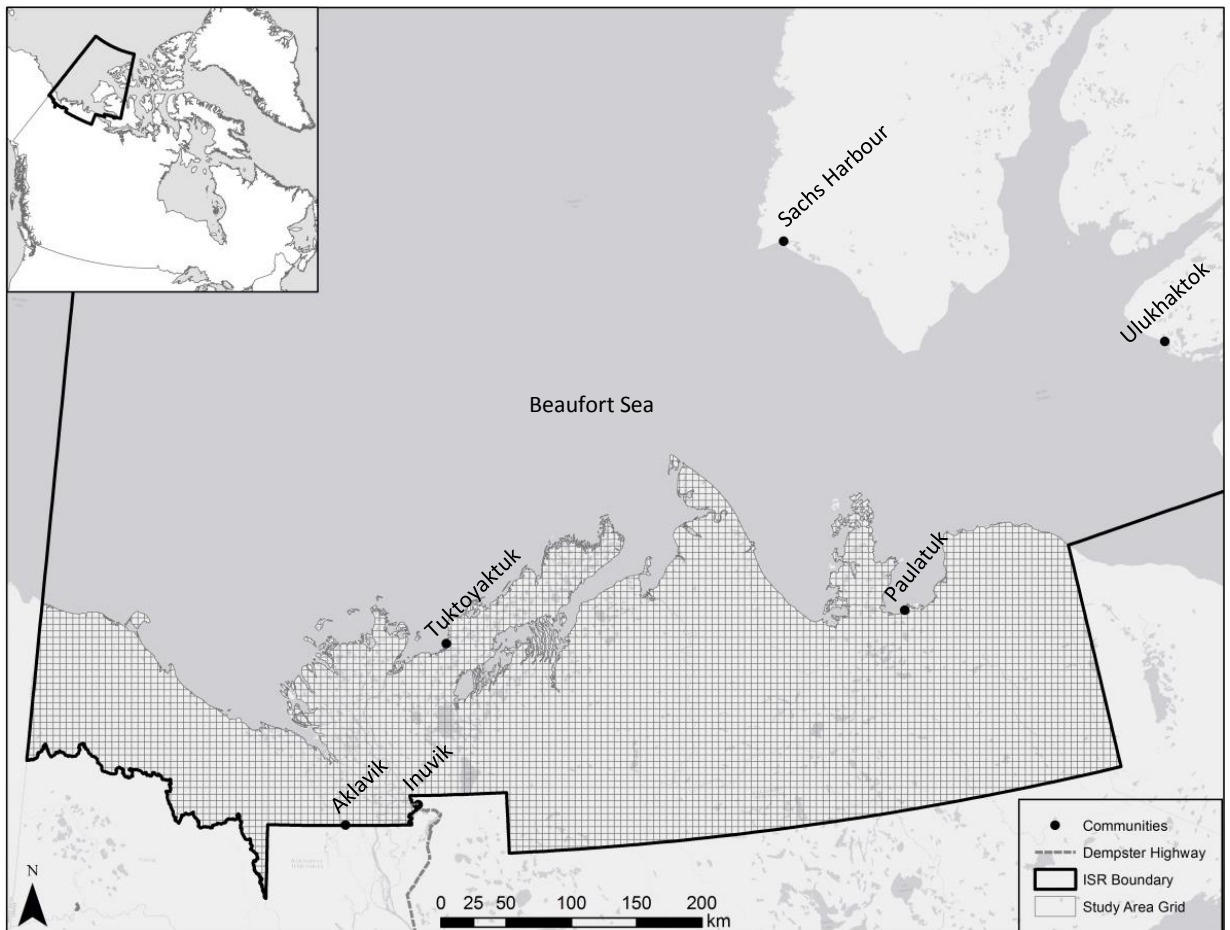 Sachs Harbour
Ulukhaktok
Beaufort Sea
Tuktoyaktuk
Paulatuk
Inuvik
Aklavik
N
0 25 50 100 150 200
km
Communities
Dempster Highway
ISR Boundary
Study Area Grid